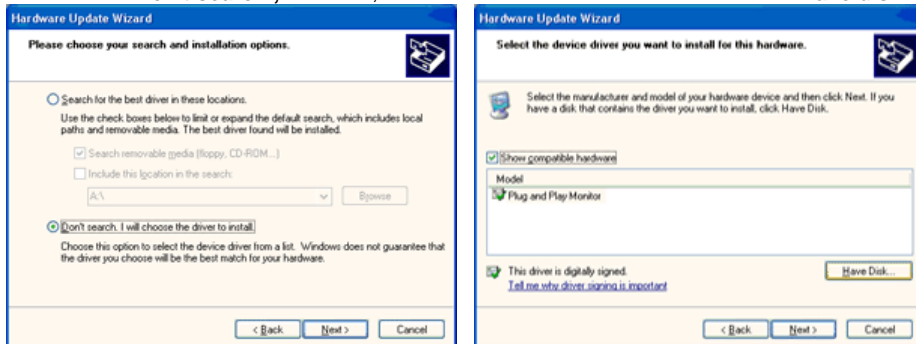 Hardware Update Wizard
Please choose your search and installation options.
Search for the best driver in these locations.
Use the check boxes below to limit or expand the default search, which includes local
paths and removable media. The best driver found will be installed.
Search removable media (floppy, CD-ROM...)
Include this location in the search:
A:\
Browse
Don't search. I will choose the driver to install.
Choose this option to select the device driver from a list. Windows does not guarantee that
the driver you choose will be the best match for your hardware.
< Back
Next >
Cancel
Hardware Update Wizard
Select the device driver you want to install for this hardware.
Select the manufacturer and model of your hardware device and then click Next. If you
have a disk that contains the driver you want to install, click Have Disk.
Show compatible hardware
Model
Plug and Play Monitor
This driver is digitally signed.
Tell me why driver signing is important
Have Disk...
< Back
Next >
Cancel